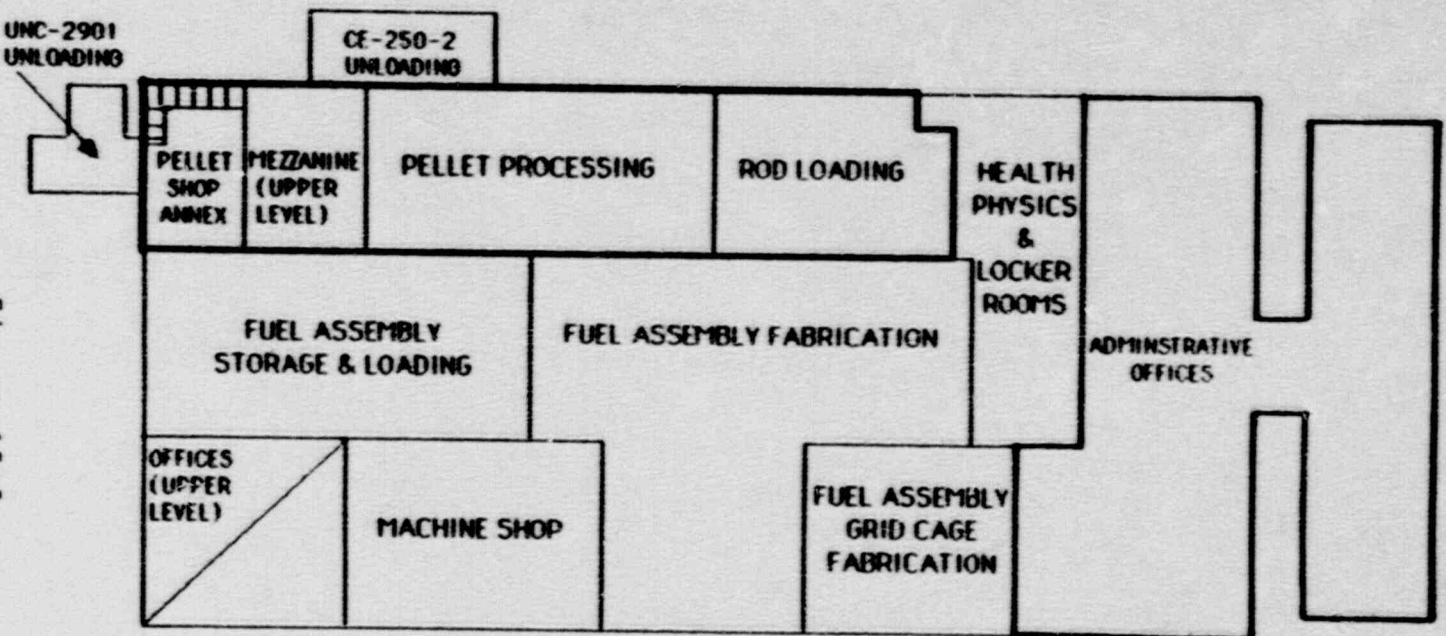 UNC-2901
UNLOADING
CE-250-2
UNLOADING
PELLET
SHOP
ANNEX
MEZZANINE
(UPPER
LEVEL)
PELLET PROCESSING
ROD LOADING
HEALTH
PHYSICS
&
LOCKER
ROOMS
FUEL ASSEMBLY
STORAGE & LOADING
FUEL ASSEMBLY FABRICATION
ADMINSTRATIVE
OFFICES
OFFICES
(UPPER
LEVEL)
MACHINE SHOP
FUEL ASSEMBLY
GRID CAGE
FABRICATION